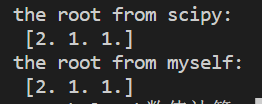 the root from scipy:
[2. 1. 1.]
the root from myself:
[2. 1. 1.]